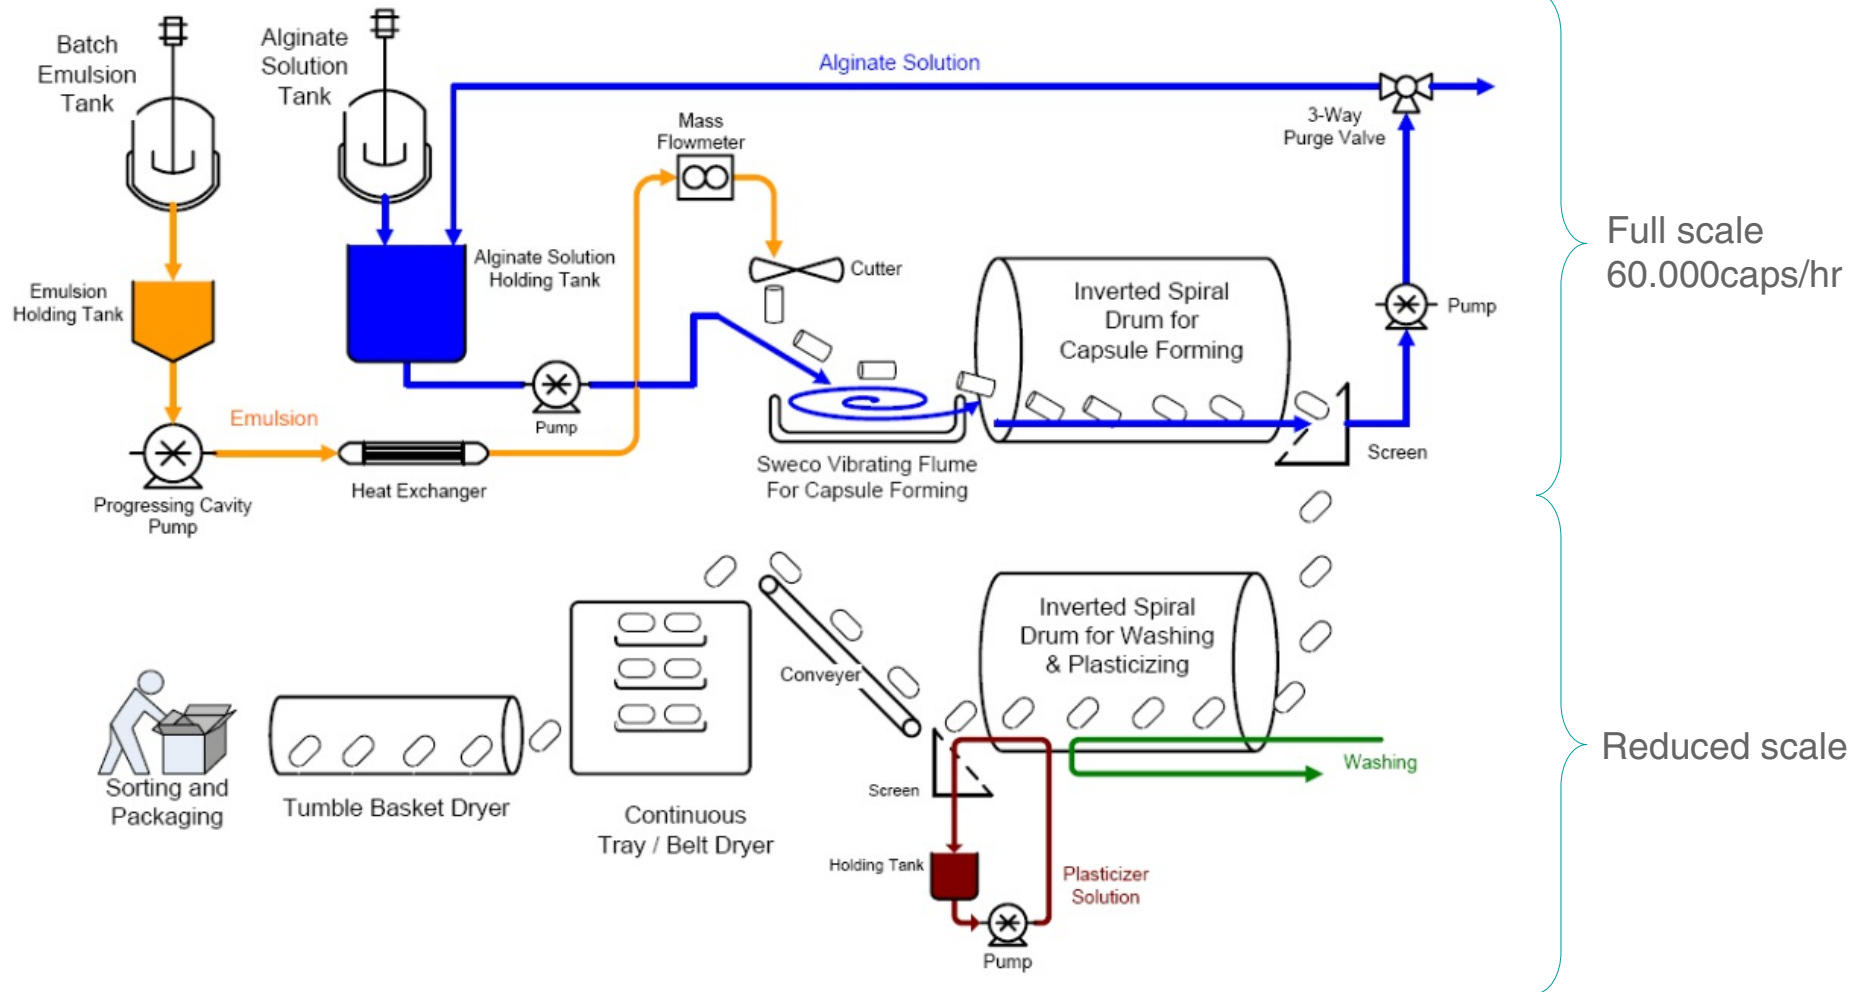 Batch
Emulsion
Tank
Alginate
Solution
Tank
Alginate Solution
Mass
Flowmeter
3-Way
Purge Valve
Emulsion
Holding Tank
Alginate Solution
Holding Tank
Cutter
Inverted Spiral
Drum for
Capsule Forming
Pump
Full scale
60.000caps/hr
Emulsion
Pump
Screen
Progressing Cavity
Pump
Heat Exchanger
Sweco Vibrating Flume
For Capsule Forming
Inverted Spiral
Drum for Washing
& Plasticizing
Conveyer
Washing
Reduced scale
Sorting and
Packaging
Tumble Basket Dryer
Continuous
Tray / Belt Dryer
Screen
Holding Tank
Plasticizer
Solution
Pump